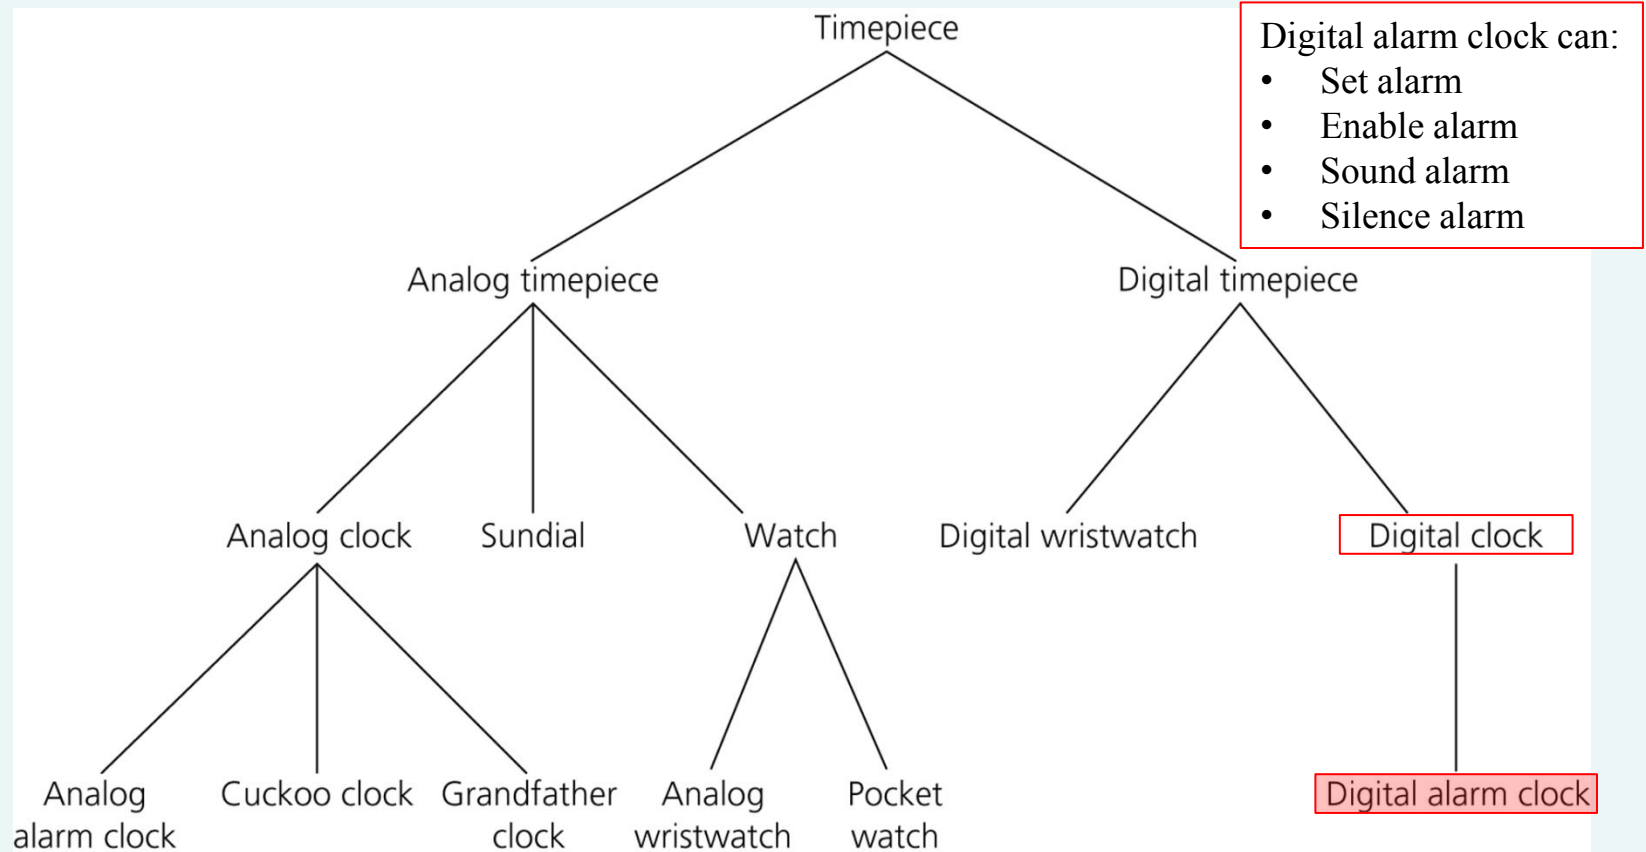 Timepiece
Digital alarm clock can:
• Set alarm
• Enable alarm
• Sound alarm
• Silence alarm
Analog timepiece
Digital timepiece
Analog clock
Sundial
Watch
Digital wristwatch
Digital clock
Analog
alarm clock
Cuckoo clock
Grandfather
clock
Analog
wristwatch
Pocket
watch
Digital alarm clock